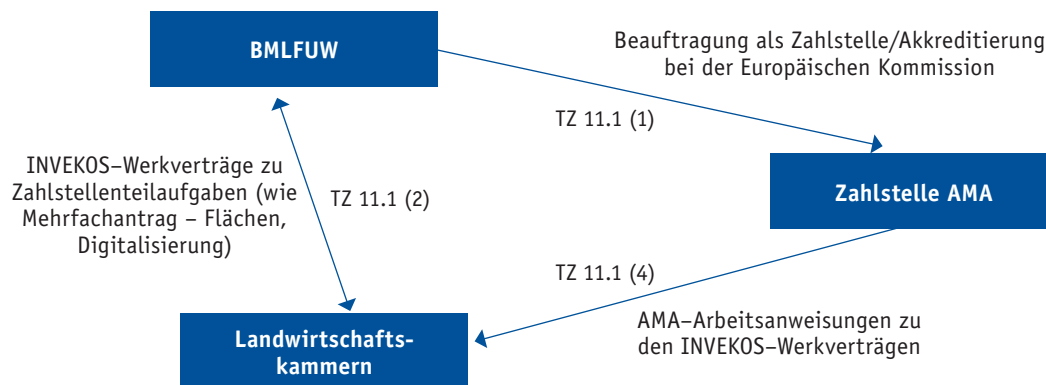 BMLFUW
Beauftragung als Zahlstelle/Akkreditierung
bei der Europäischen Kommission
TZ 11.1 (1)
INVEKOS–Werkverträge zu
Zahlstellenteilaufgaben (wie
Mehrfachantrag – Flächen,
Digitalisierung)
TZ 11.1 (2)
Zahlstelle AMA
TZ 11.1 (4)
AMA–Arbeitsanweisungen zu
den INVEKOS–Werkverträgen
Landwirtschafts-
kammern